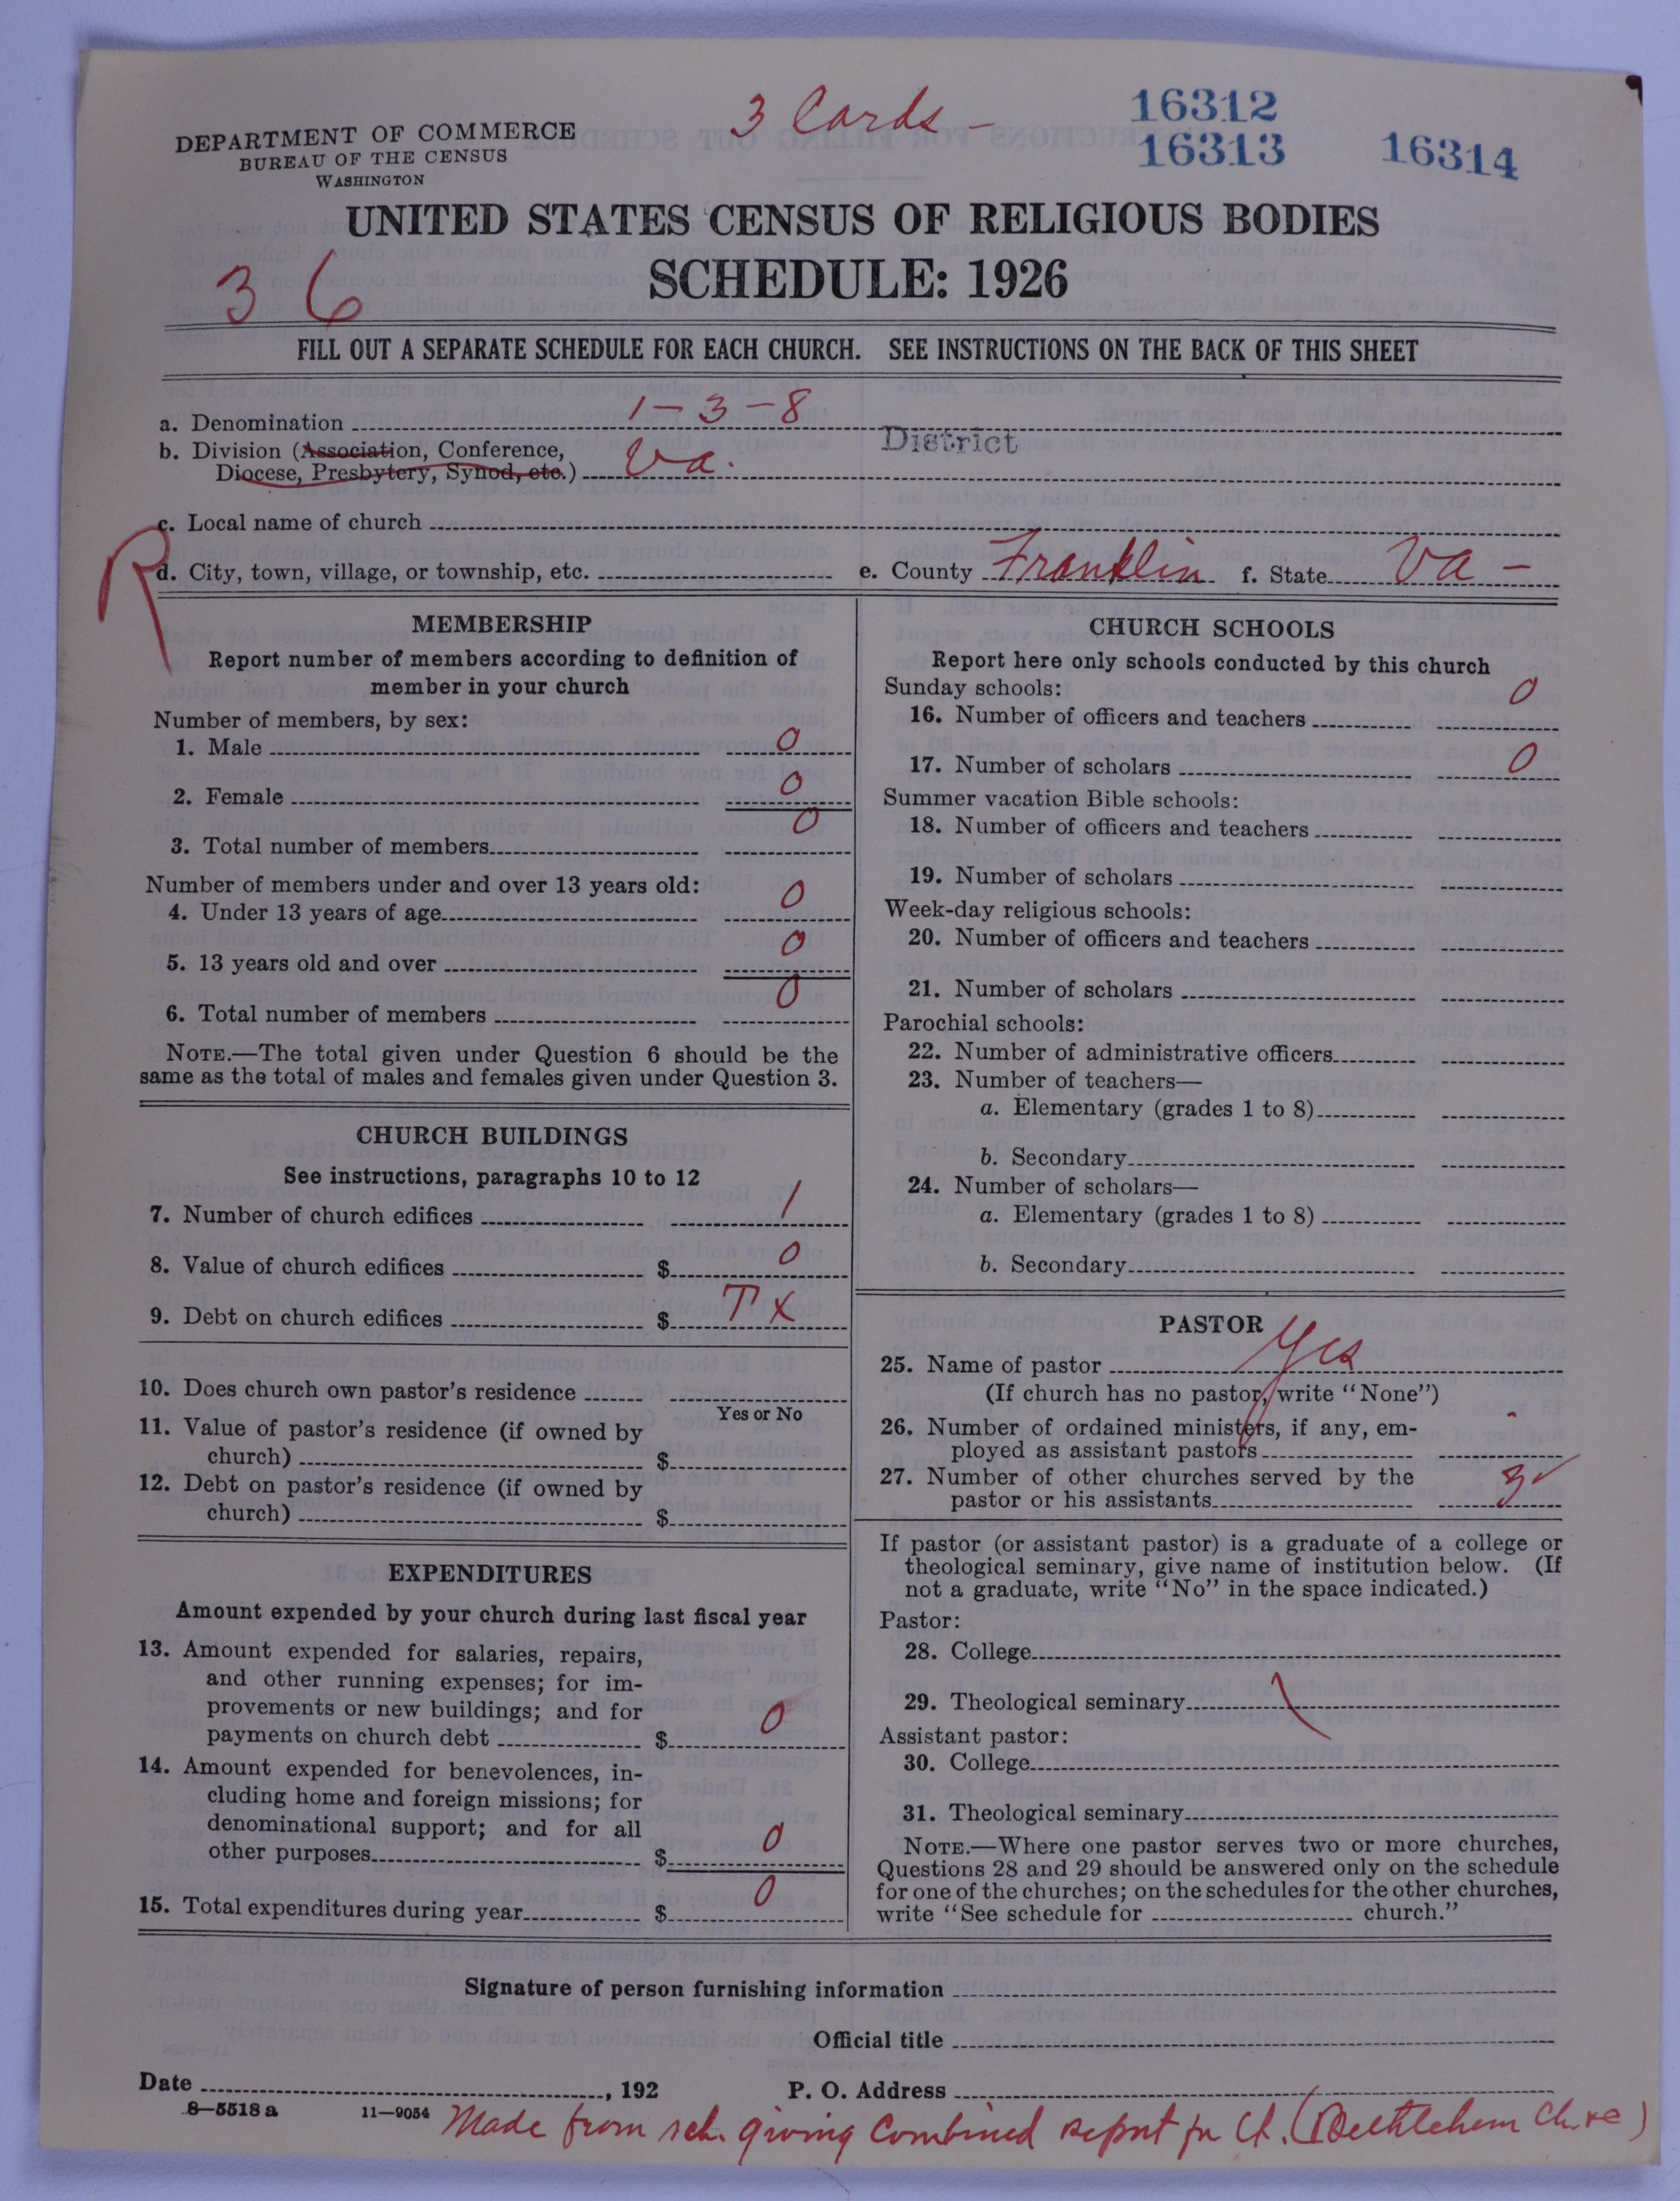 3 Cards -
16312
16313 16314
DEPARTMENT OF COMMERCE
BUREAU OF THE CENSUS
WASHINGTON
UNITED STATES CENSUS OF RELIGIOUS BODIES
SCHEDULE: 1926
36
FILL OUT A SEPARATE SCHEDULE FOR EACH CHURCH. SEE INSTRUCTIONS ON THE BACK OF THIS SHEET
a. Denomination 1-3-8
b. Division (Association, Conference, District
Diocese, Presbytery, Synod, etc.) Va.
c. Local name of church
R
d. City, town, village, or township, etc. e. County Franklin f. State Va -
MEMBERSHIP
Report number of members according to definition of
member in your church
Number of members, by sex:
1. Male 0
2. Female 0
3. Total number of members 0
Number of members under and over 13 years old:
4. Under 13 years of age 0
5. 13 years old and over 0
6. Total number of members 0
NOTE.—The total given under Question 6 should be the
same as the total of males and females given under Question 3.
CHURCH BUILDINGS
See instructions, paragraphs 10 to 12
7. Number of church edifices 1
8. Value of church edifices $ 0
9. Debt on church edifices $ TX
10. Does church own pastor's residence
Yes or No
11. Value of pastor's residence (if owned by
church) $
12. Debt on pastor's residence (if owned by
church) $
EXPENDITURES
Amount expended by your church during last fiscal year
13. Amount expended for salaries, repairs,
and other running expenses; for im-
provements or new buildings; and for
payments on church debt $ 0
14. Amount expended for benevolences, in-
cluding home and foreign missions; for
denominational support; and for all
other purposes $ 0
15. Total expenditures during year $ 0
CHURCH SCHOOLS
Report here only schools conducted by this church
Sunday schools:
16. Number of officers and teachers 0
17. Number of scholars 0
Summer vacation Bible schools:
18. Number of officers and teachers
19. Number of scholars
Week-day religious schools:
20. Number of officers and teachers
21. Number of scholars
Parochial schools:
22. Number of administrative officers
23. Number of teachers—
a. Elementary (grades 1 to 8)
b. Secondary
24. Number of scholars—
a. Elementary (grades 1 to 8)
b. Secondary
PASTOR
25. Name of pastor Yes
(If church has no pastor, write "None")
26. Number of ordained ministers, if any, em-
ployed as assistant pastors -
27. Number of other churches served by the
pastor or his assistants 3 ✓
If pastor (or assistant pastor) is a graduate of a college or
theological seminary, give name of institution below. (If
not a graduate, write "No" in the space indicated.)
Pastor:
28. College
29. Theological seminary
Assistant pastor:
30. College
31. Theological seminary
NOTE.—Where one pastor serves two or more churches,
Questions 28 and 29 should be answered only on the schedule
for one of the churches; on the schedules for the other churches,
write "See schedule for church."
Signature of person furnishing information
Official title
Date , 192 P. O. Address
8—5518 a 11—9054
Made from sch. giving combined report for Ch. (Bethlehem